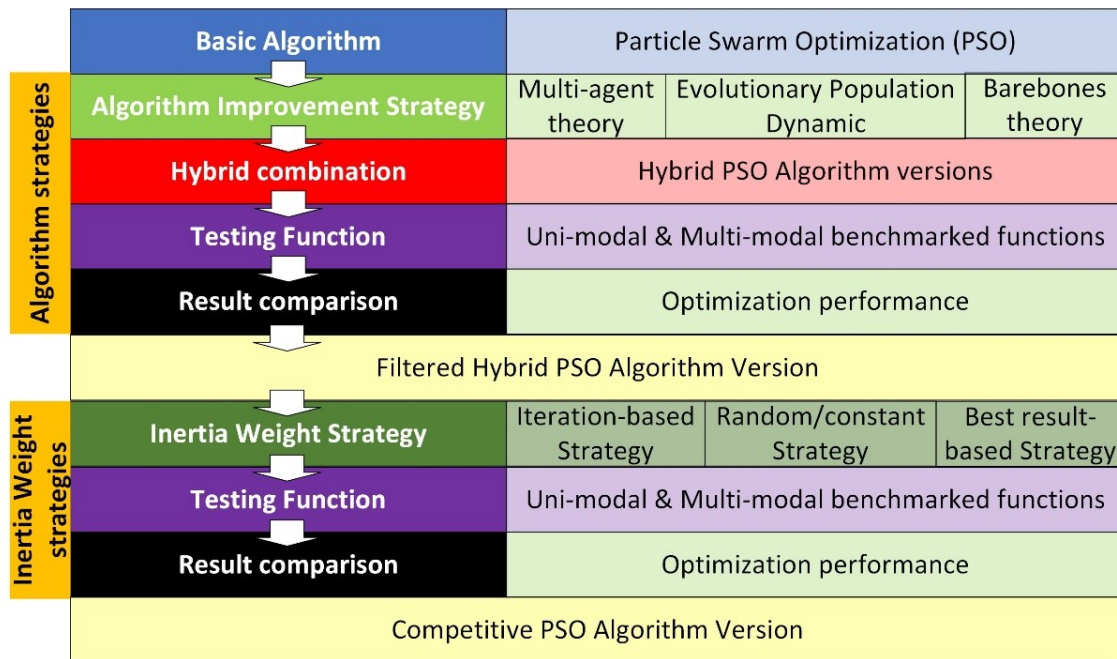 Basic Algorithm
Particle Swarm Optimization (PSO)
Algorithm strategies
Algorithm Improvement Strategy
Multi-agent
theory
Evolutionary Population
Dynamic
Barebones
theory
Hybrid combination
Hybrid PSO Algorithm versions
Testing Function
Uni-modal & Multi-modal benchmarked functions
Result comparison
Optimization performance
Filtered Hybrid PSO Algorithm Version
Inertia Weight
strategies
Inertia Weight Strategy
Iteration-based
Strategy
Random/constant
Strategy
Best result-
based Strategy
Testing Function
Uni-modal & Multi-modal benchmarked functions
Result comparison
Optimization performance
Competitive PSO Algorithm Version